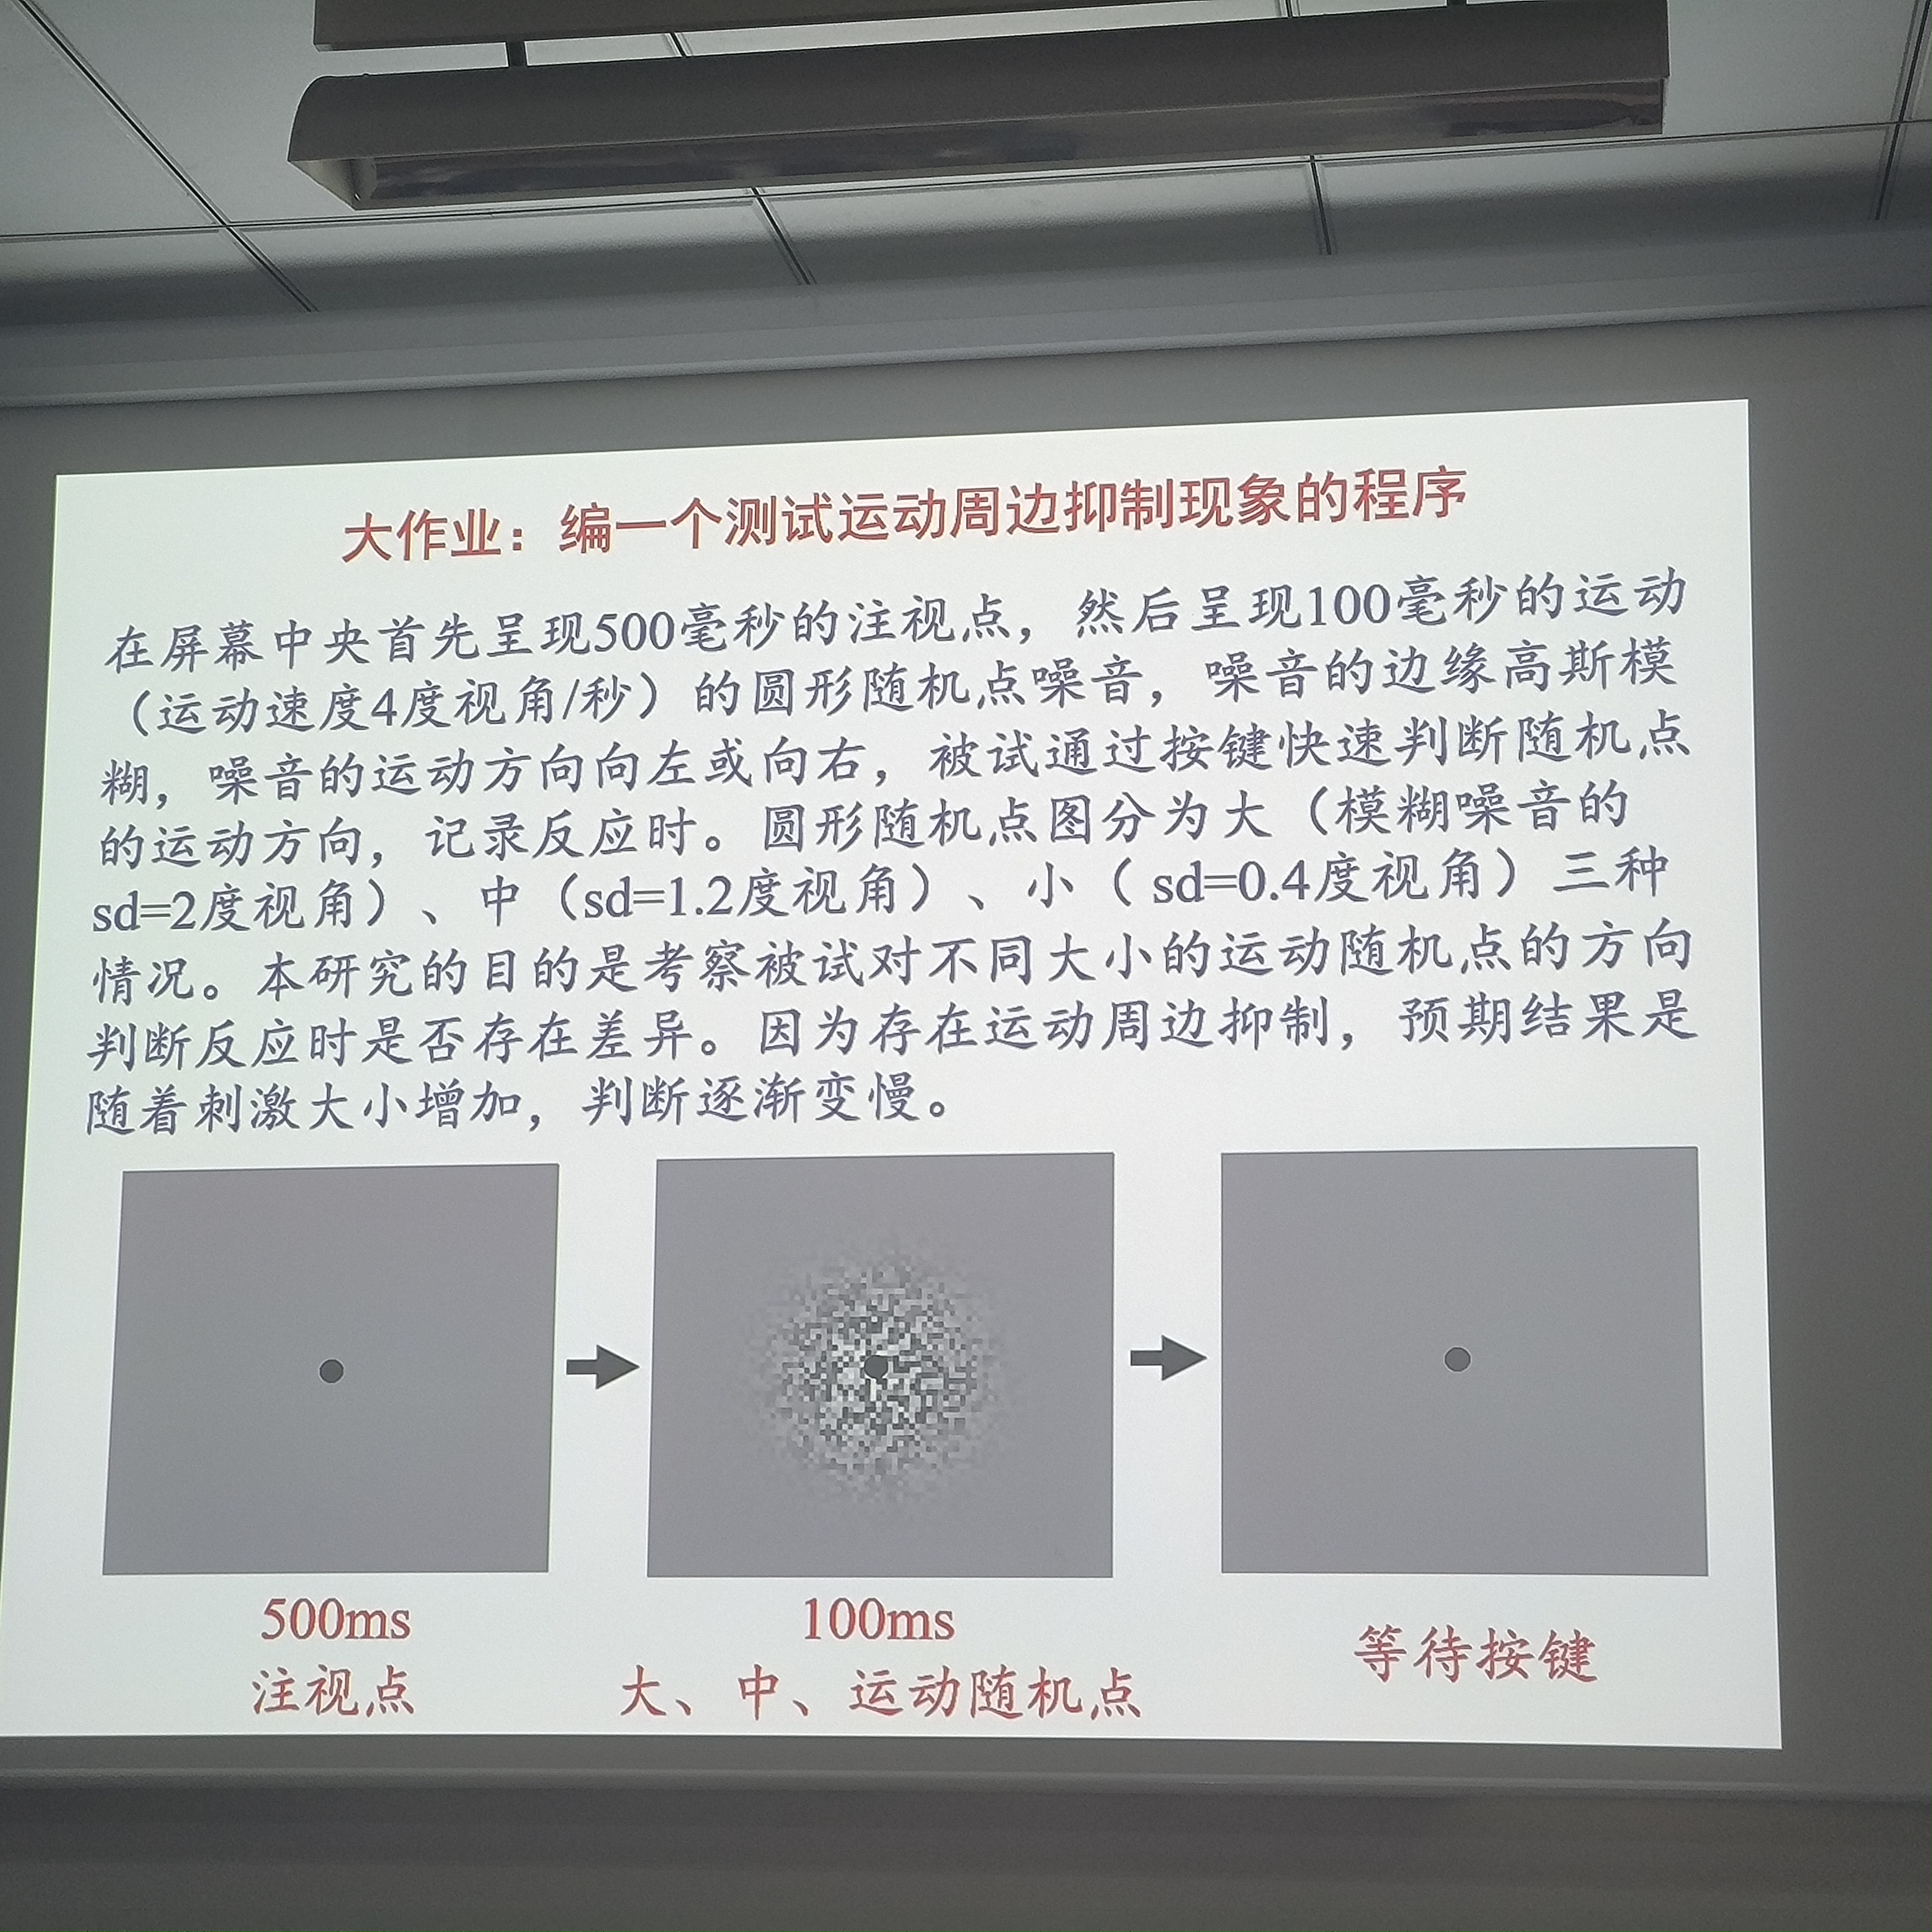 大作业：编一个测试运动周边抑制现象的程序
在屏幕中央首先呈现500毫秒的注视点，然后呈现100毫秒的运动
（运动速度4度视角/秒）的圆形随机点噪音，噪音的边缘高斯模
糊，噪音的运动方向向左或向右，被试通过按键快速判断随机点
的运动方向，记录反应时。圆形随机点图分为大（模糊噪音的
sd=2度视角）、中（sd=1.2度视角）、小（ sd=0.4度视角）三种
情况。本研究的目的是考察被试对不同大小的运动随机点的方向
判断反应时是否存在差异。因为存在运动周边抑制，预期结果是
随着刺激大小增加，判断逐渐变慢。
500ms
注视点
100ms
大、中、运动随机点
等待按键